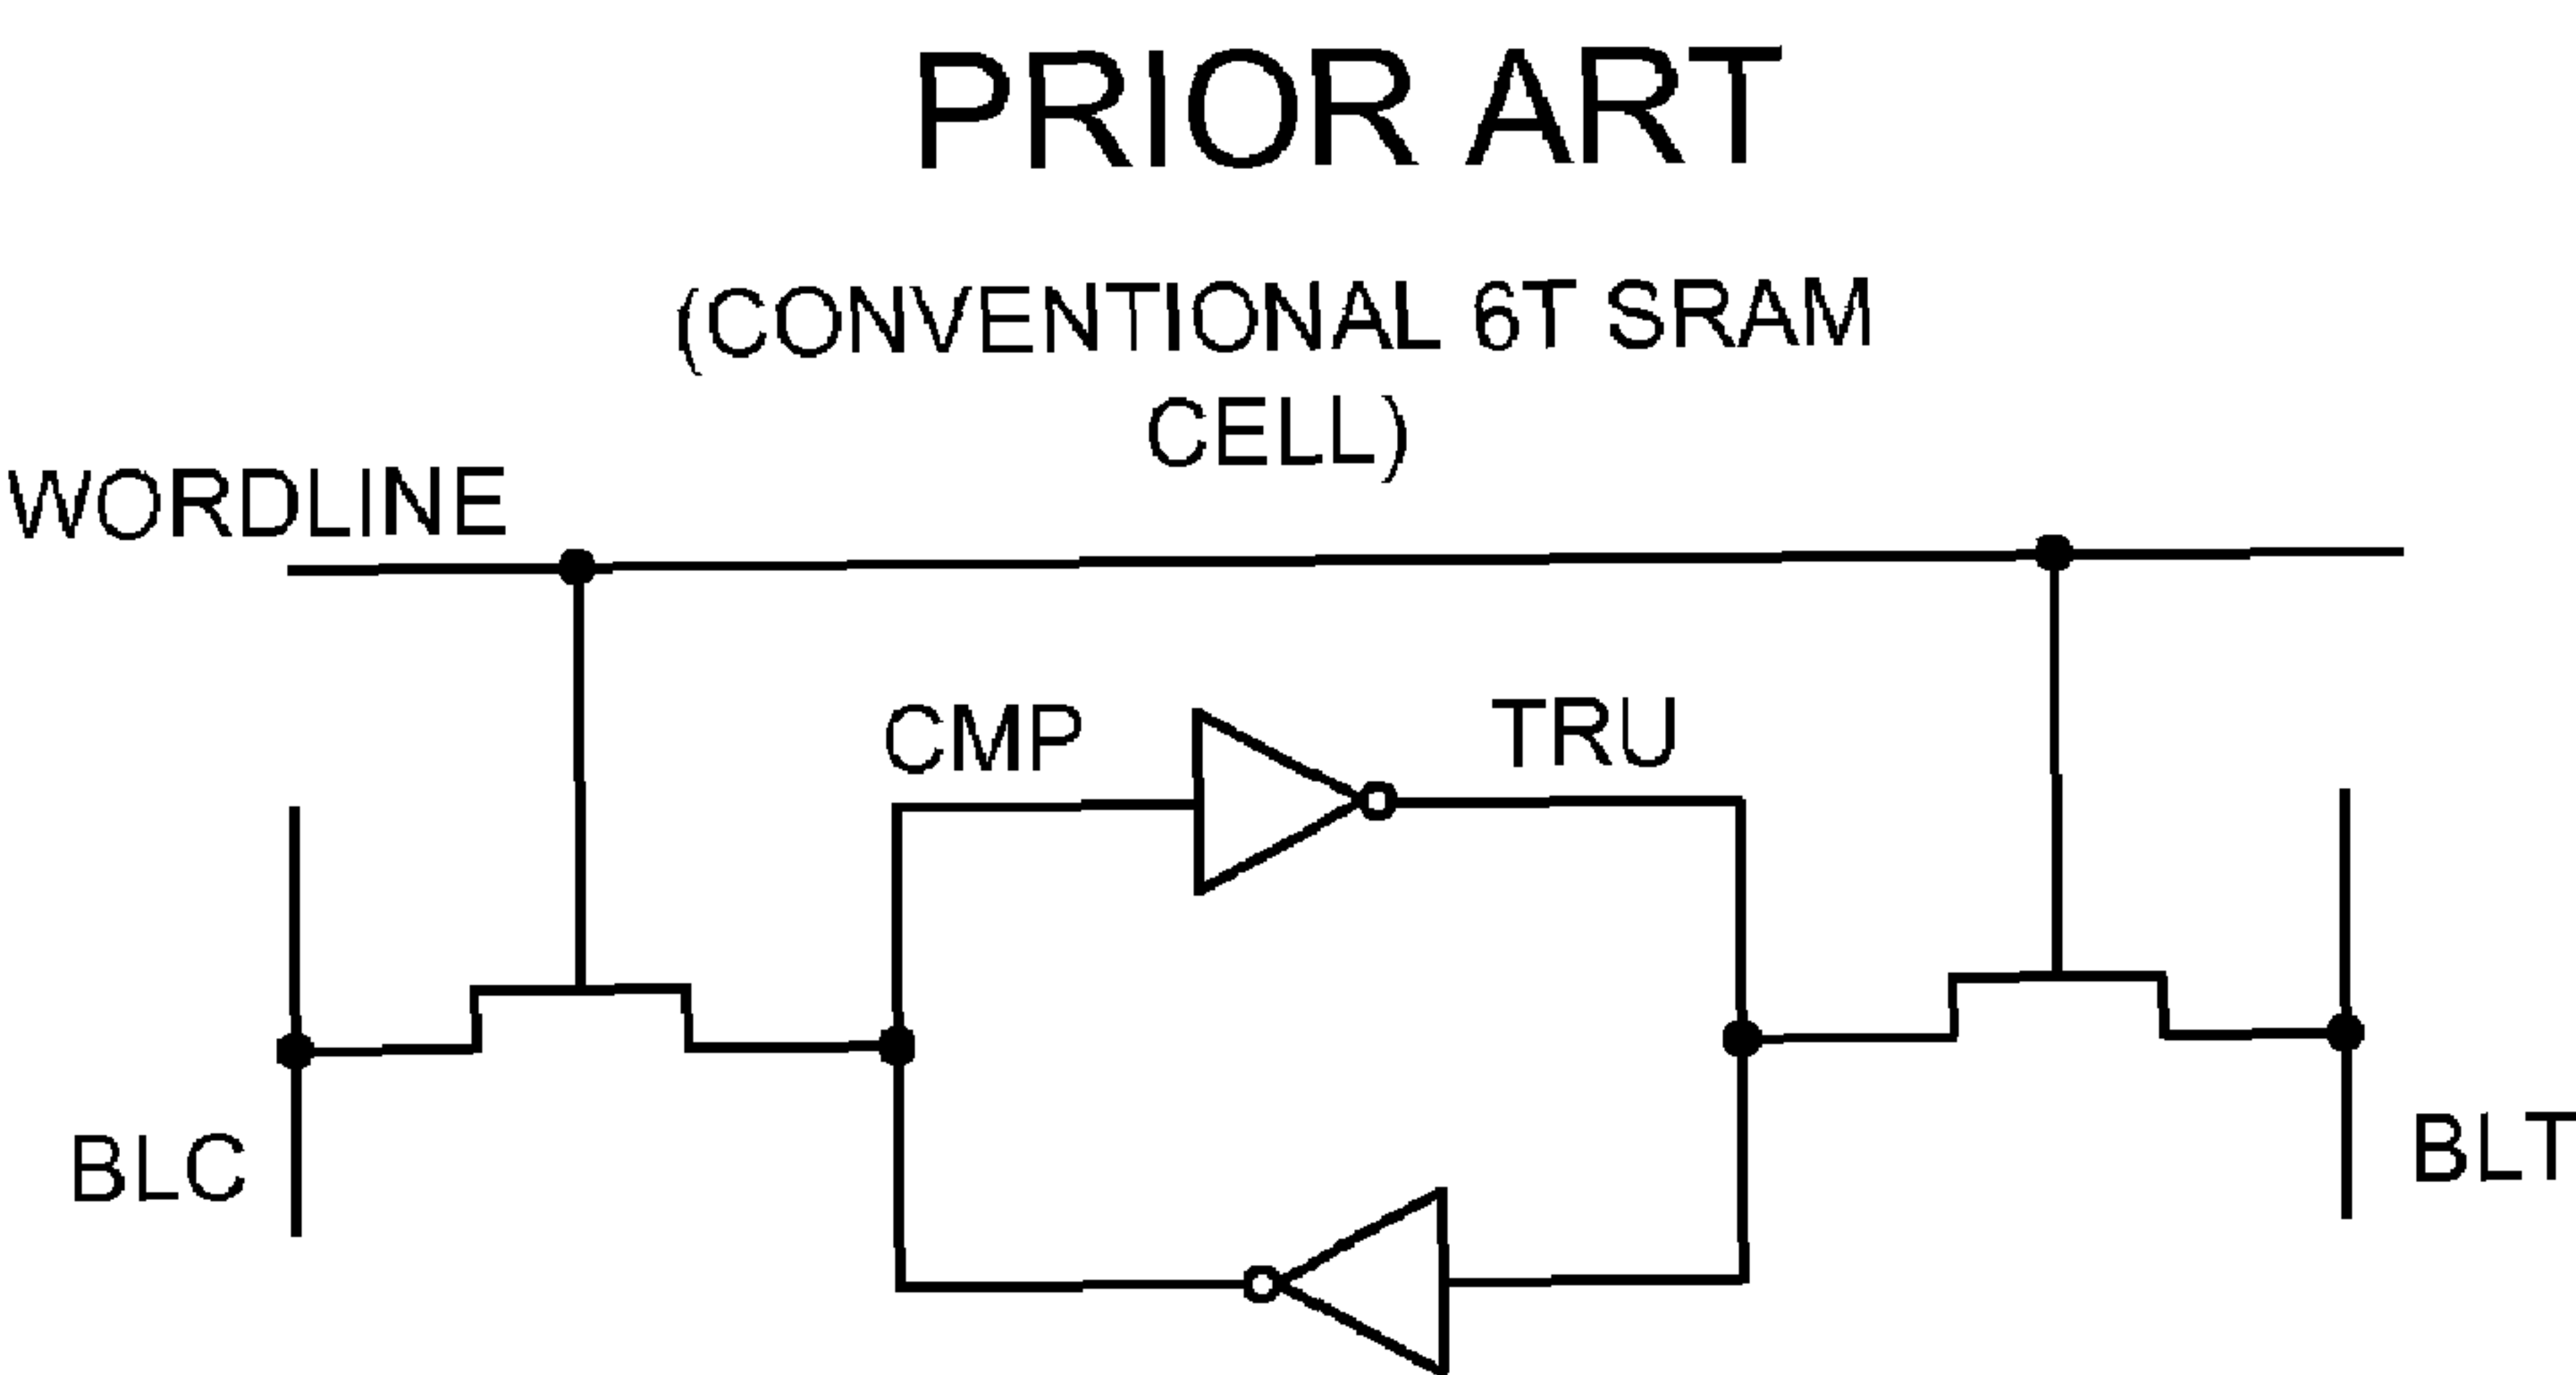 PRIOR ART
(CONVENTIONAL 6T SRAM
CELL)
WORDLINE
CMP
TRU
BLC
BLT